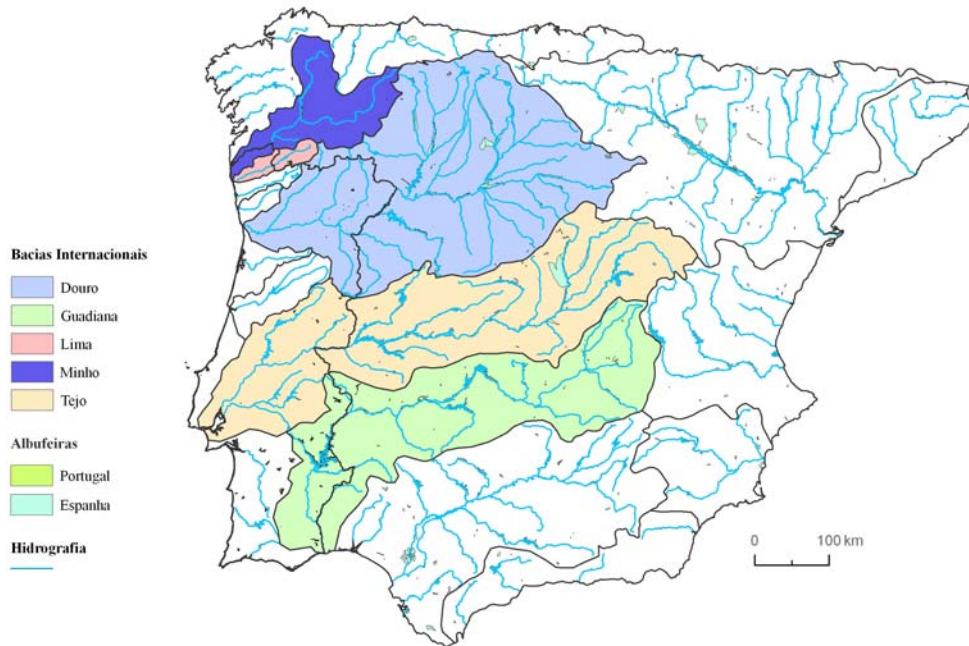 Bacias Internacionais
Douro
Guadiana
Lima
Minho
Tejo
Albufeiras
Portugal
Espanha
Hidrografia
0 100 km